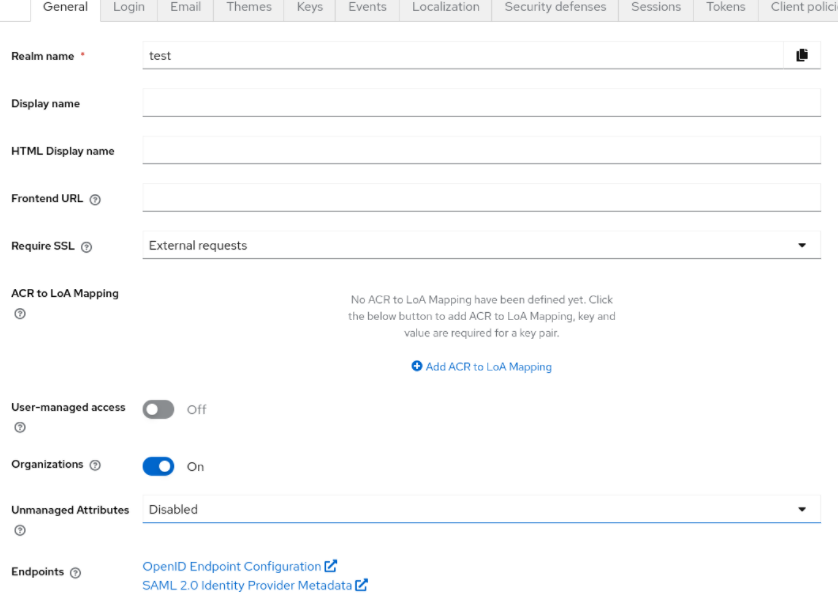 General Login Email Themes Keys Events Localization Security defenses Sessions Tokens Client polici
Realm name * test
Display name
HTML Display name
Frontend URL
Require SSL External requests
ACR to LoA Mapping
No ACR to LoA Mapping have been defined yet. Click
the below button to add ACR to LoA Mapping, key and
value are required for a key pair.
Add ACR to LoA Mapping
User-managed access Off
Organizations On
Unmanaged Attributes Disabled
Endpoints OpenID Endpoint Configuration
SAML 2.0 Identity Provider Metadata